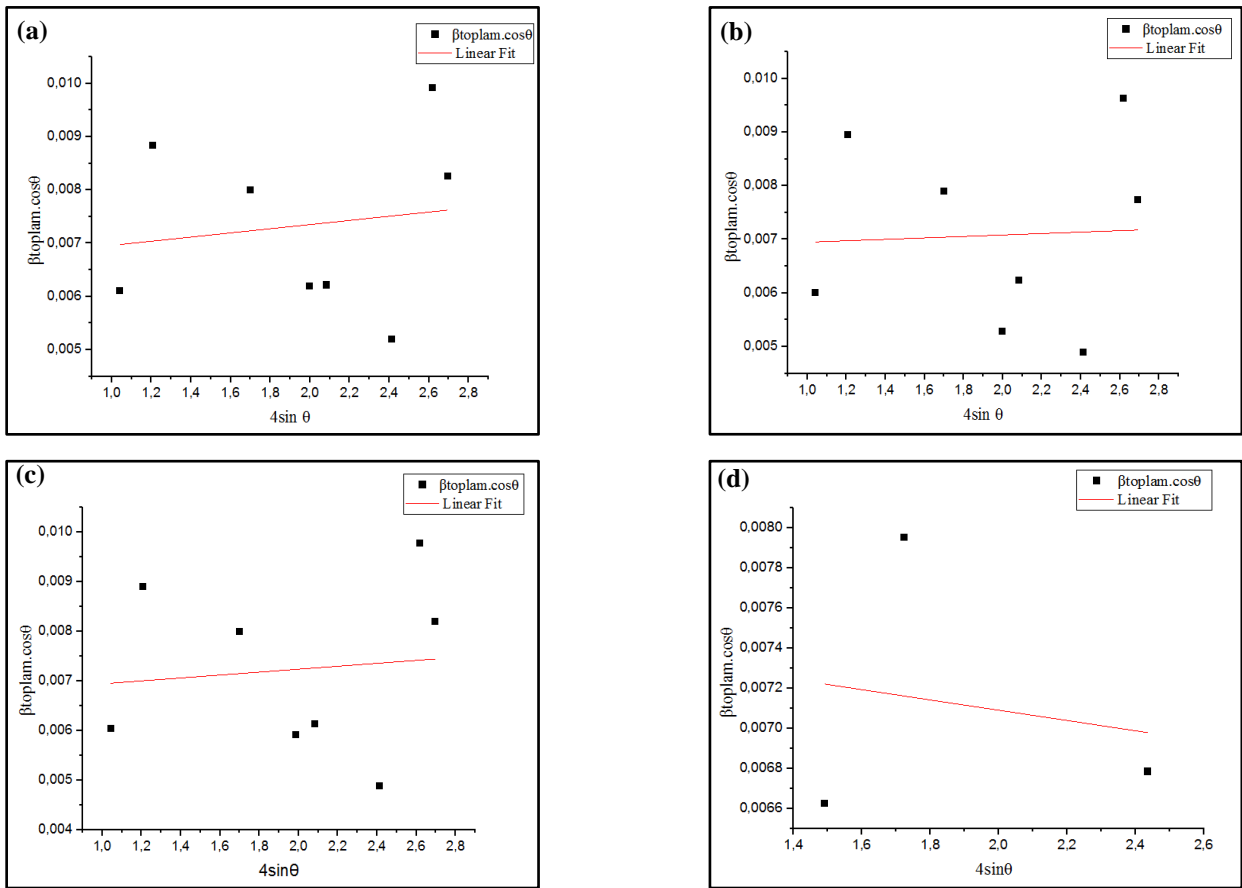 (a)
βtoplam.cosθ
Linear Fit
0,010
0,009
0,008
0,007
0,006
0,005
βtoplam.cosθ
1,0 1,2 1,4 1,6 1,8 2,0 2,2 2,4 2,6 2,8
4sin θ
(b)
βtoplam.cosθ
Linear Fit
0,010
0,009
0,008
0,007
0,006
0,005
βtoplam.cosθ
1,0 1,2 1,4 1,6 1,8 2,0 2,2 2,4 2,6 2,8
4sin θ
(c)
βtoplam.cosθ
Linear Fit
0,010
0,009
0,008
0,007
0,006
0,005
0,004
βtoplam.cosθ
1,0 1,2 1,4 1,6 1,8 2,0 2,2 2,4 2,6 2,8
4sinθ
(d)
βtoplam.cosθ
Linear Fit
0,0080
0,0078
0,0076
0,0074
0,0072
0,0070
0,0068
0,0066
βtoplam.cosθ
1,4 1,6 1,8 2,0 2,2 2,4 2,6
4sinθ